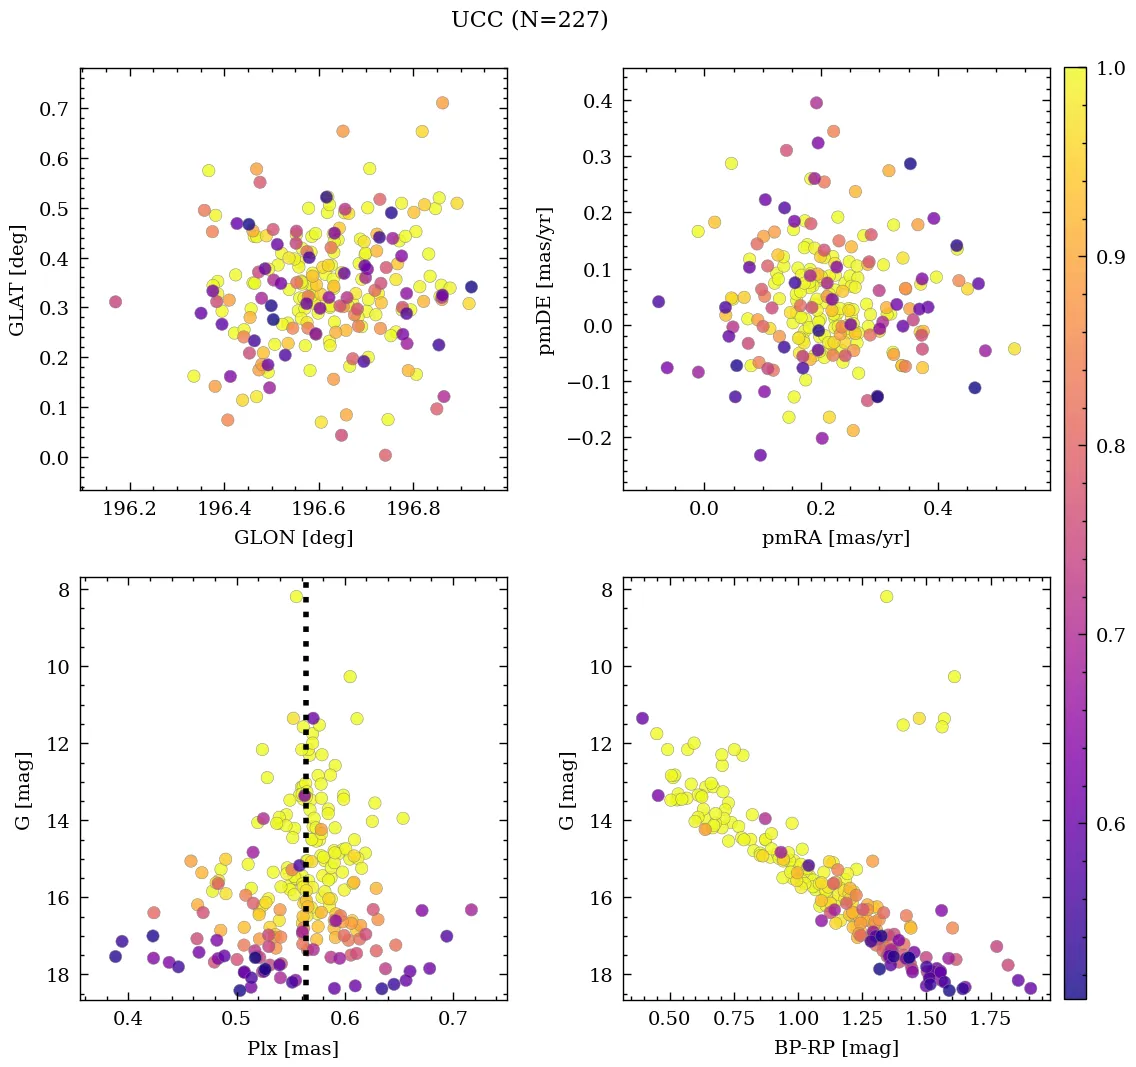 UCC (N=227)
0.7
0.6
0.5
0.4
0.3
0.2
0.1
0.0
GLAT [deg]
196.2 196.4 196.6 196.8
GLON [deg]
0.4
0.3
0.2
0.1
0.0
−0.1
−0.2
pmDE [mas/yr]
0.0 0.2 0.4
pmRA [mas/yr]
1.0
0.9
0.8
0.7
0.6
8
10
12
14
16
18
G [mag]
0.4 0.5 0.6 0.7
Plx [mas]
8
10
12
14
16
18
G [mag]
0.50 0.75 1.00 1.25 1.50 1.75
BP-RP [mag]